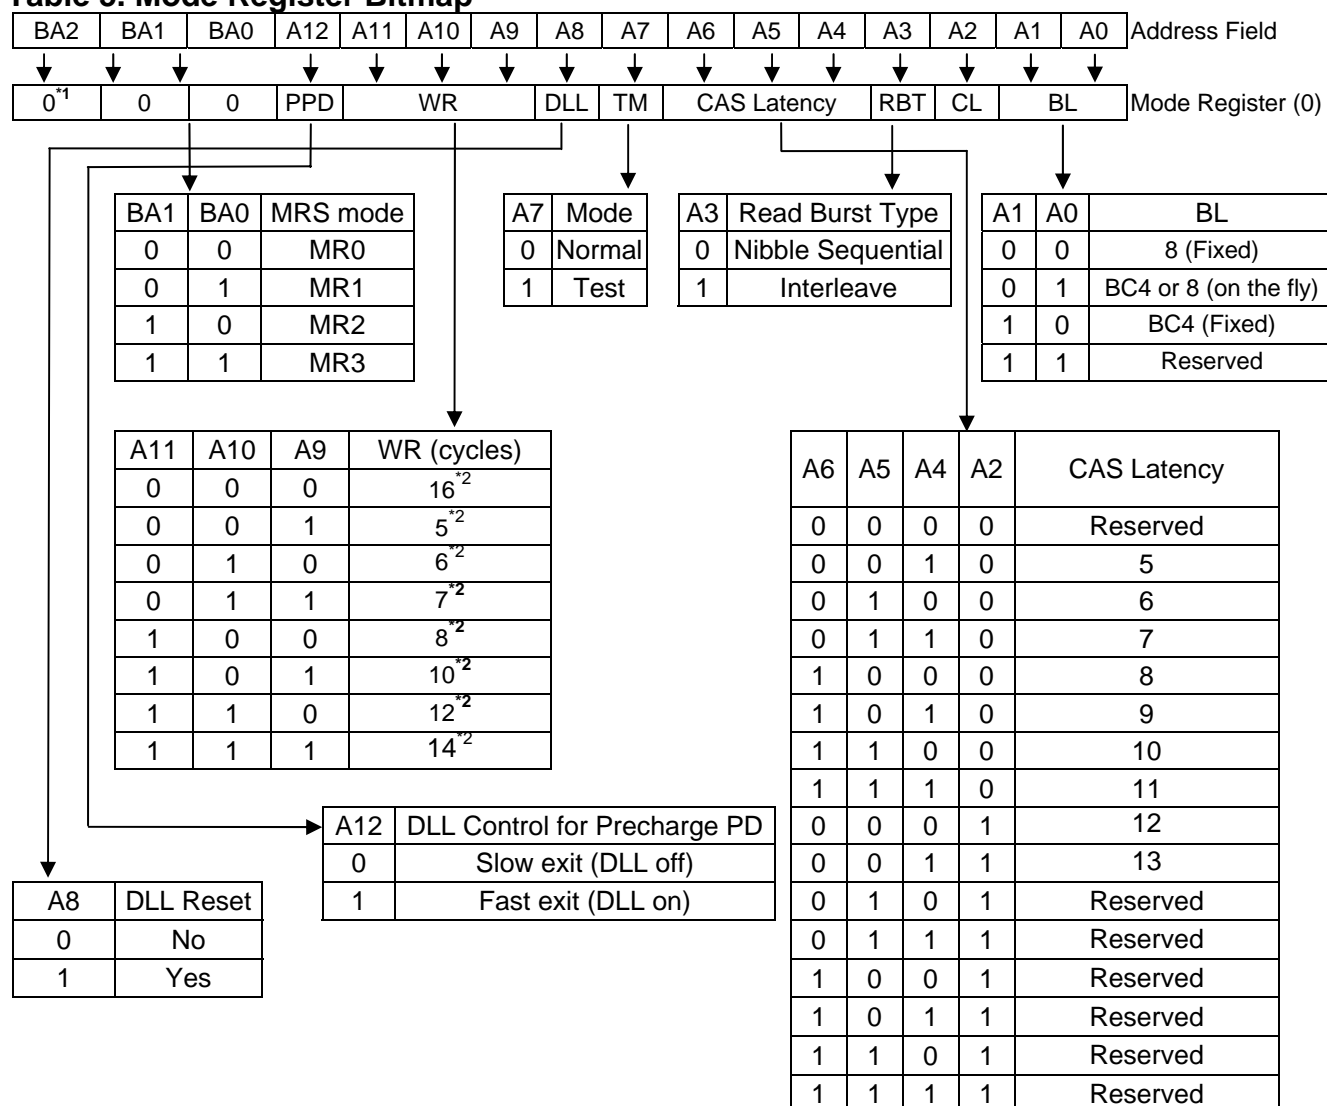 Table 5. Mode Register Bitmap
BA2 BA1 BA0 A12 A11 A10 A9 A8 A7 A6 A5 A4 A3 A2 A1 A0 Address Field
0*1 0 0 PPD WR DLL TM CAS Latency RBT CL BL Mode Register (0)
BA1 BA0 MRS mode
0 0 MR0
0 1 MR1
1 0 MR2
1 1 MR3
A7 Mode
0 Normal
1 Test
A3 Read Burst Type
0 Nibble Sequential
1 Interleave
A1 A0 BL
0 0 8 (Fixed)
0 1 BC4 or 8 (on the fly)
1 0 BC4 (Fixed)
1 1 Reserved
A11 A10 A9 WR (cycles)
0 0 0 16*2
0 0 1 5*2
0 1 0 6*2
0 1 1 7*2
1 0 0 8*2
1 0 1 10*2
1 1 0 12*2
1 1 1 14*2
A6 A5 A4 A2 CAS Latency
0 0 0 0 Reserved
0 0 1 0 5
0 1 0 0 6
0 1 1 0 7
1 0 0 0 8
1 0 1 0 9
1 1 0 0 10
1 1 1 0 11
0 0 0 1 12
0 0 1 1 13
0 1 0 1 Reserved
0 1 1 1 Reserved
1 0 0 1 Reserved
1 0 1 1 Reserved
1 1 0 1 Reserved
1 1 1 1 Reserved
A12 DLL Control for Precharge PD
0 Slow exit (DLL off)
1 Fast exit (DLL on)
A8 DLL Reset
0 No
1 Yes